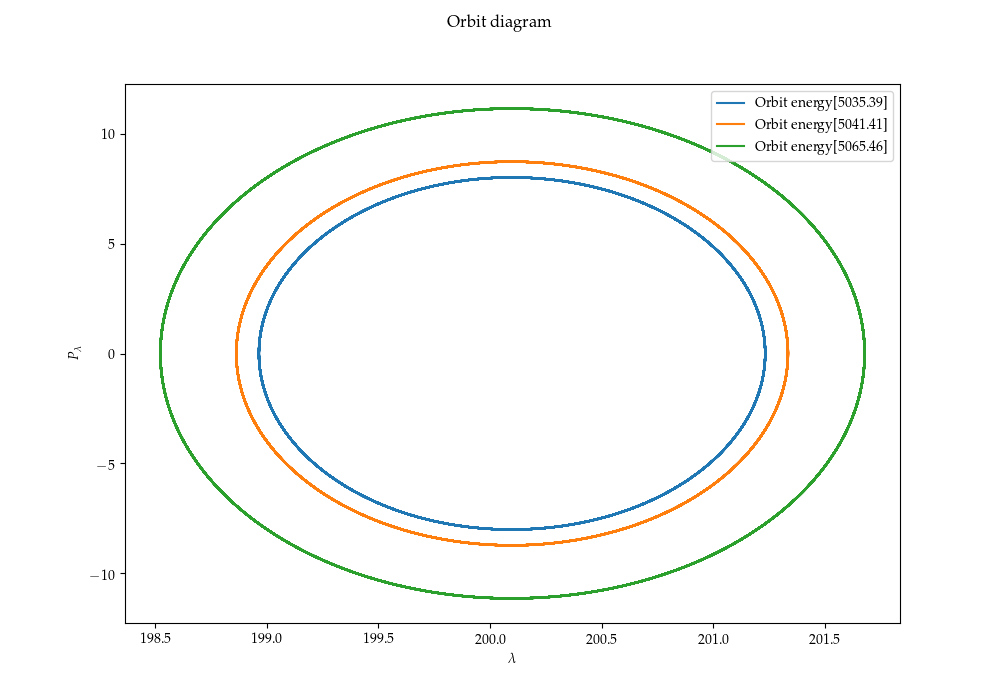 Orbit diagram
Orbit energy[5035.39]
Orbit energy[5041.41]
Orbit energy[5065.46]
10
5
0
−5
−10
P_λ
198.5 199.0 199.5 200.0 200.5 201.0 201.5
λ